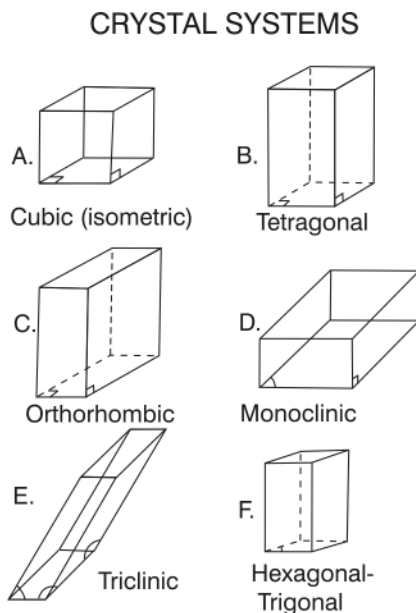 CRYSTAL SYSTEMS
A.
Cubic (isometric)
B.
Tetragonal
C.
Orthorhombic
D.
Monoclinic
E.
Triclinic
F.
Hexagonal-
Trigonal